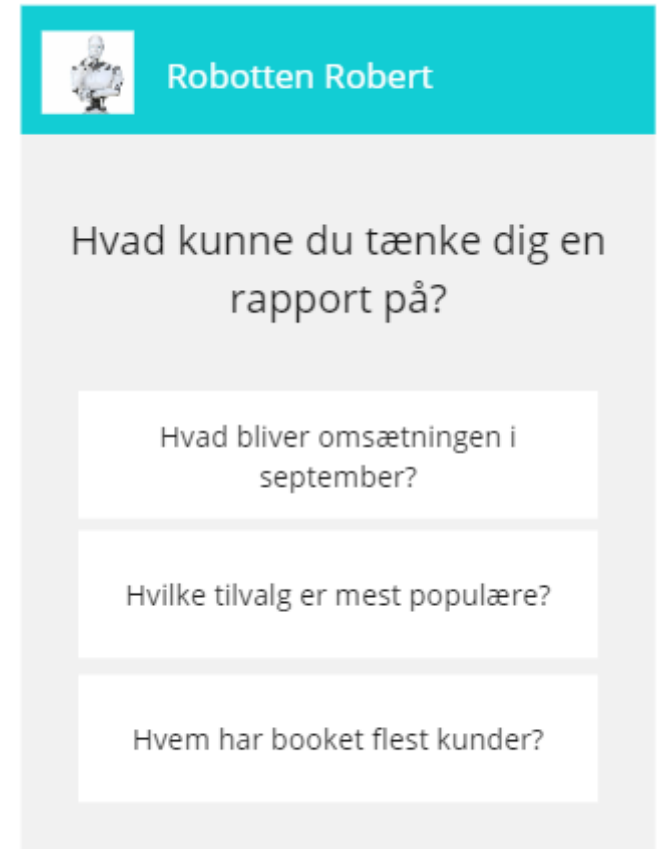 Robotten Robert
Hvad kunne du tænke dig en
rapport på?
Hvad bliver omsætningen i
september?
Hvilke tilvalg er mest populære?
Hvem har booket flest kunder?